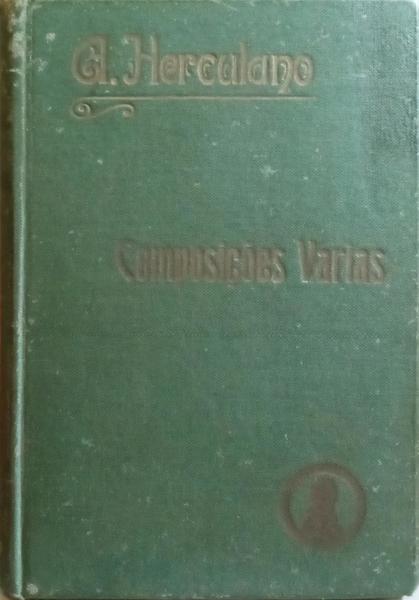 A. Herculano
Composições Varias